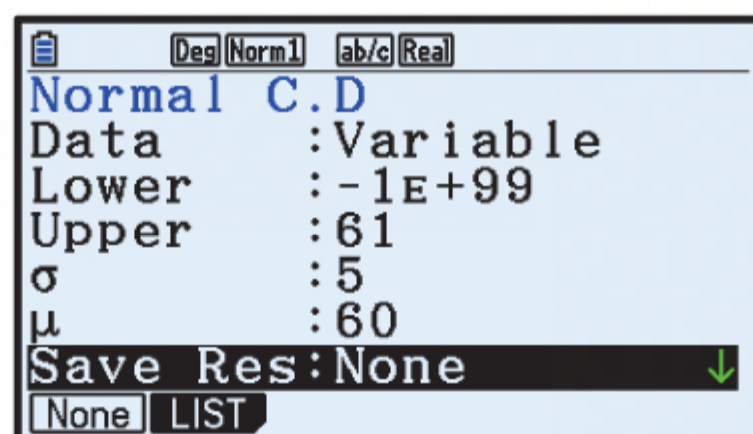 Deg Norm1 ab/c Real
Normal C.D
Data :Variable
Lower :-1E+99
Upper :61
σ :5
μ :60
Save Res:None ↓
None LIST